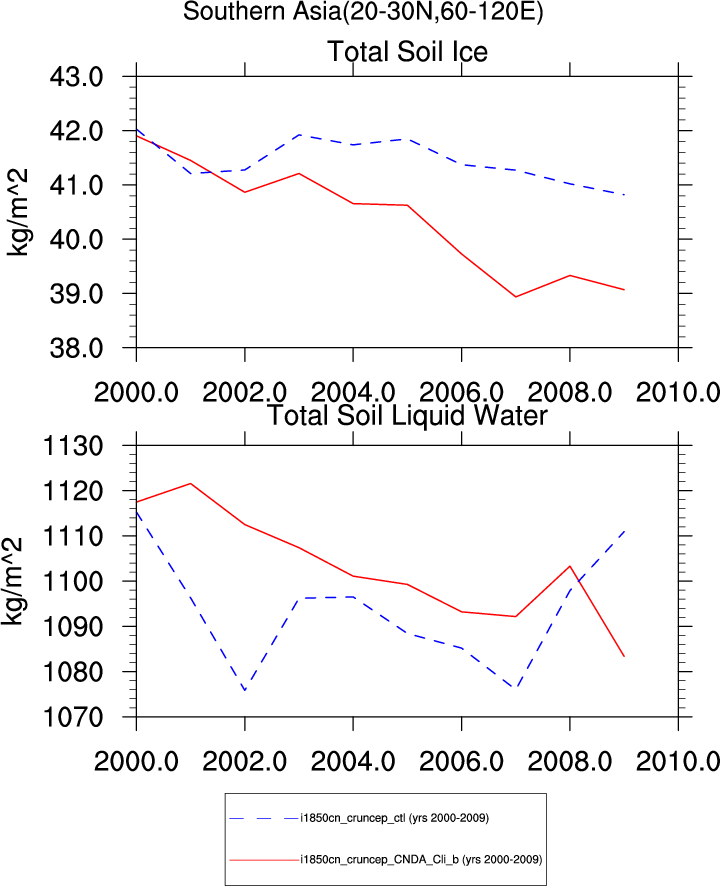 Southern Asia(20-30N,60-120E)
Total Soil Ice
43.0
42.0
41.0
40.0
39.0
38.0
kg/m^2
2000.0 2002.0 2004.0 2006.0 2008.0 2010.0
Total Soil Liquid Water
1130
1120
1110
1100
1090
1080
1070
kg/m^2
2000.0 2002.0 2004.0 2006.0 2008.0 2010.0
i1850cn_cruncep_ctl (yrs 2000-2009)
i1850cn_cruncep_CNDA_Cli_b (yrs 2000-2009)